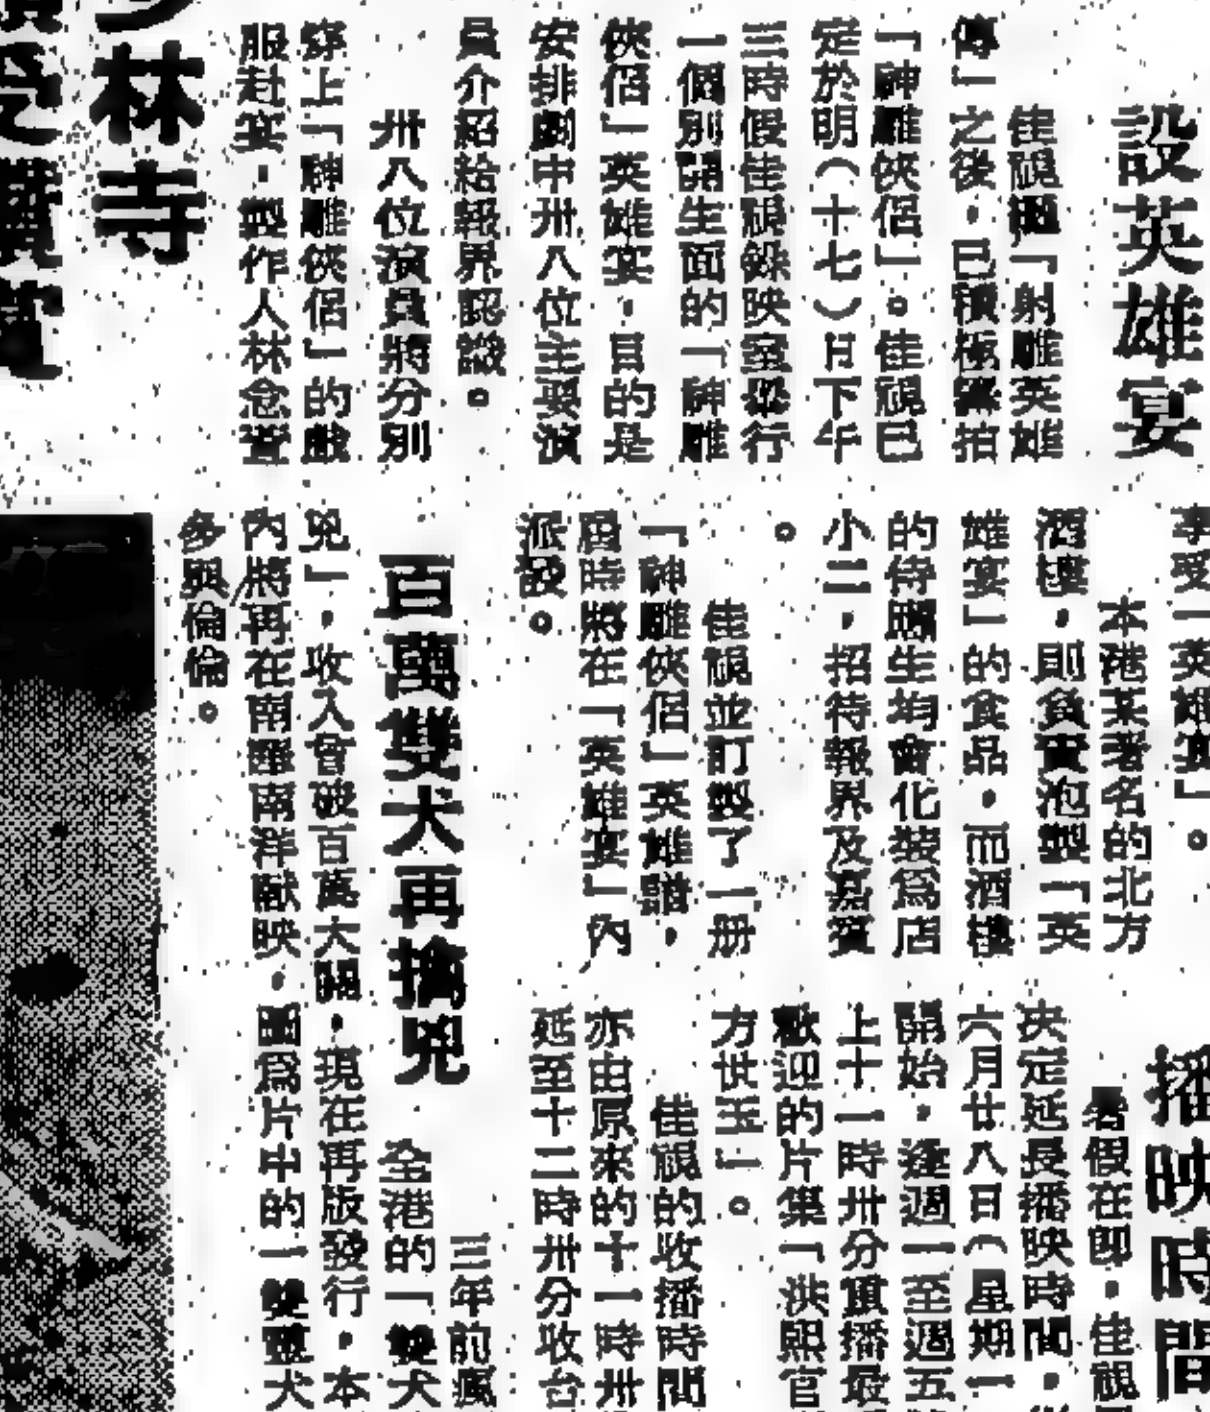 設英雄宴
佳視繼「射雕英雄
傳」之後，已積極籌拍
「神雕俠侶」。佳視已
定於明（十七）日下午
三時假佳視錄映室舉行
一個別開生面的「神雕
俠侶」英雄宴，目的是
安排劇中卅八位主要演
員介紹給報界認識。
卅八位演員將分別
穿上「神雕俠侶」的戲
服赴宴，製作人林念萱
少林寺
享受一英雄宴」。
本港某著名的北方
酒樓，則負責泡製「英
雄宴」的食品，而酒樓
的侍應生均會化裝爲店
小二，招待報界及嘉賓
。
佳視並訂製了一册
「神雕俠侶」英雄譜，
屆時將在「英雄宴」內
派發。
播映時間
暑假在即，佳視
決定延長播映時間，
六月廿八日（星期一
開始，逢週一至週五
上十一時卅分頂播最
歡迎的片集「洪熙官
方世玉」。
佳視的收播時間
亦由原來的十一時卅
延至十二時卅分收台
百萬雙犬再擒兇
三年前瘋
全港的「雙犬
兇」，收入曾破百萬大關，現在再版發行，本
內將再在南國南洋献映，圖爲片中的一雙靈犬
多與倫倫。